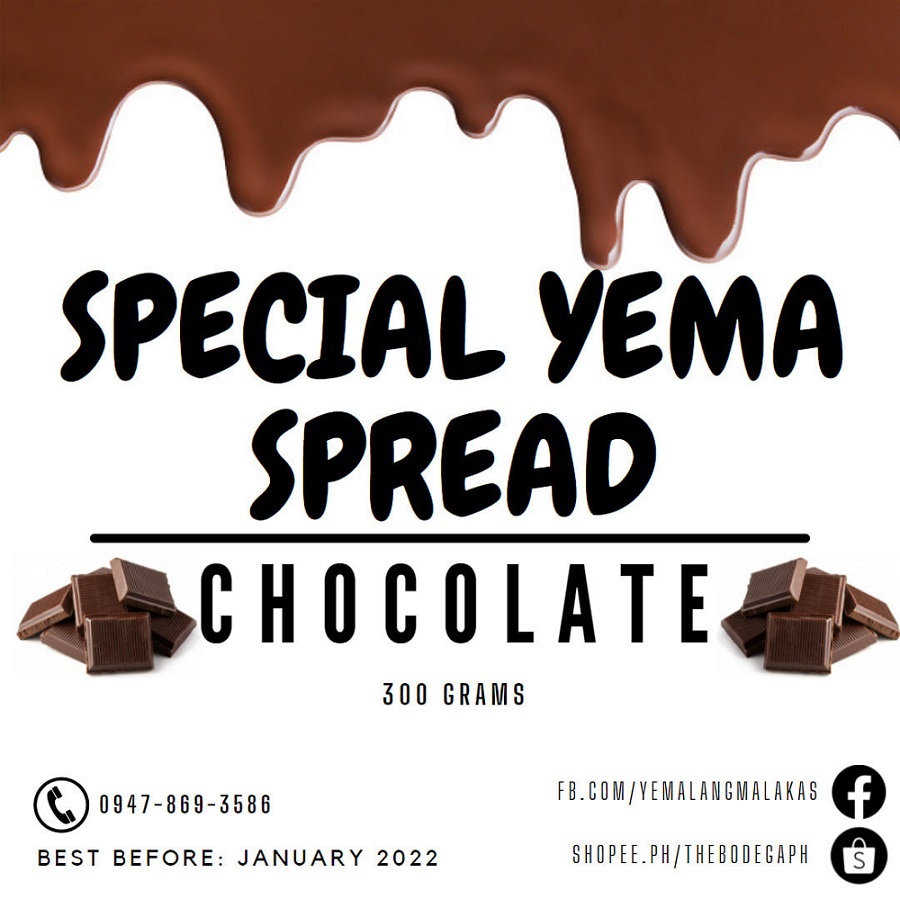 SPECIAL YEMA
SPREAD
CHOCOLATE
300 GRAMS
0947-869-3586
BEST BEFORE: JANUARY 2022
FB.COM/YEMALANGMALAKAS
SHOPEE.PH/THEBODEGAPH